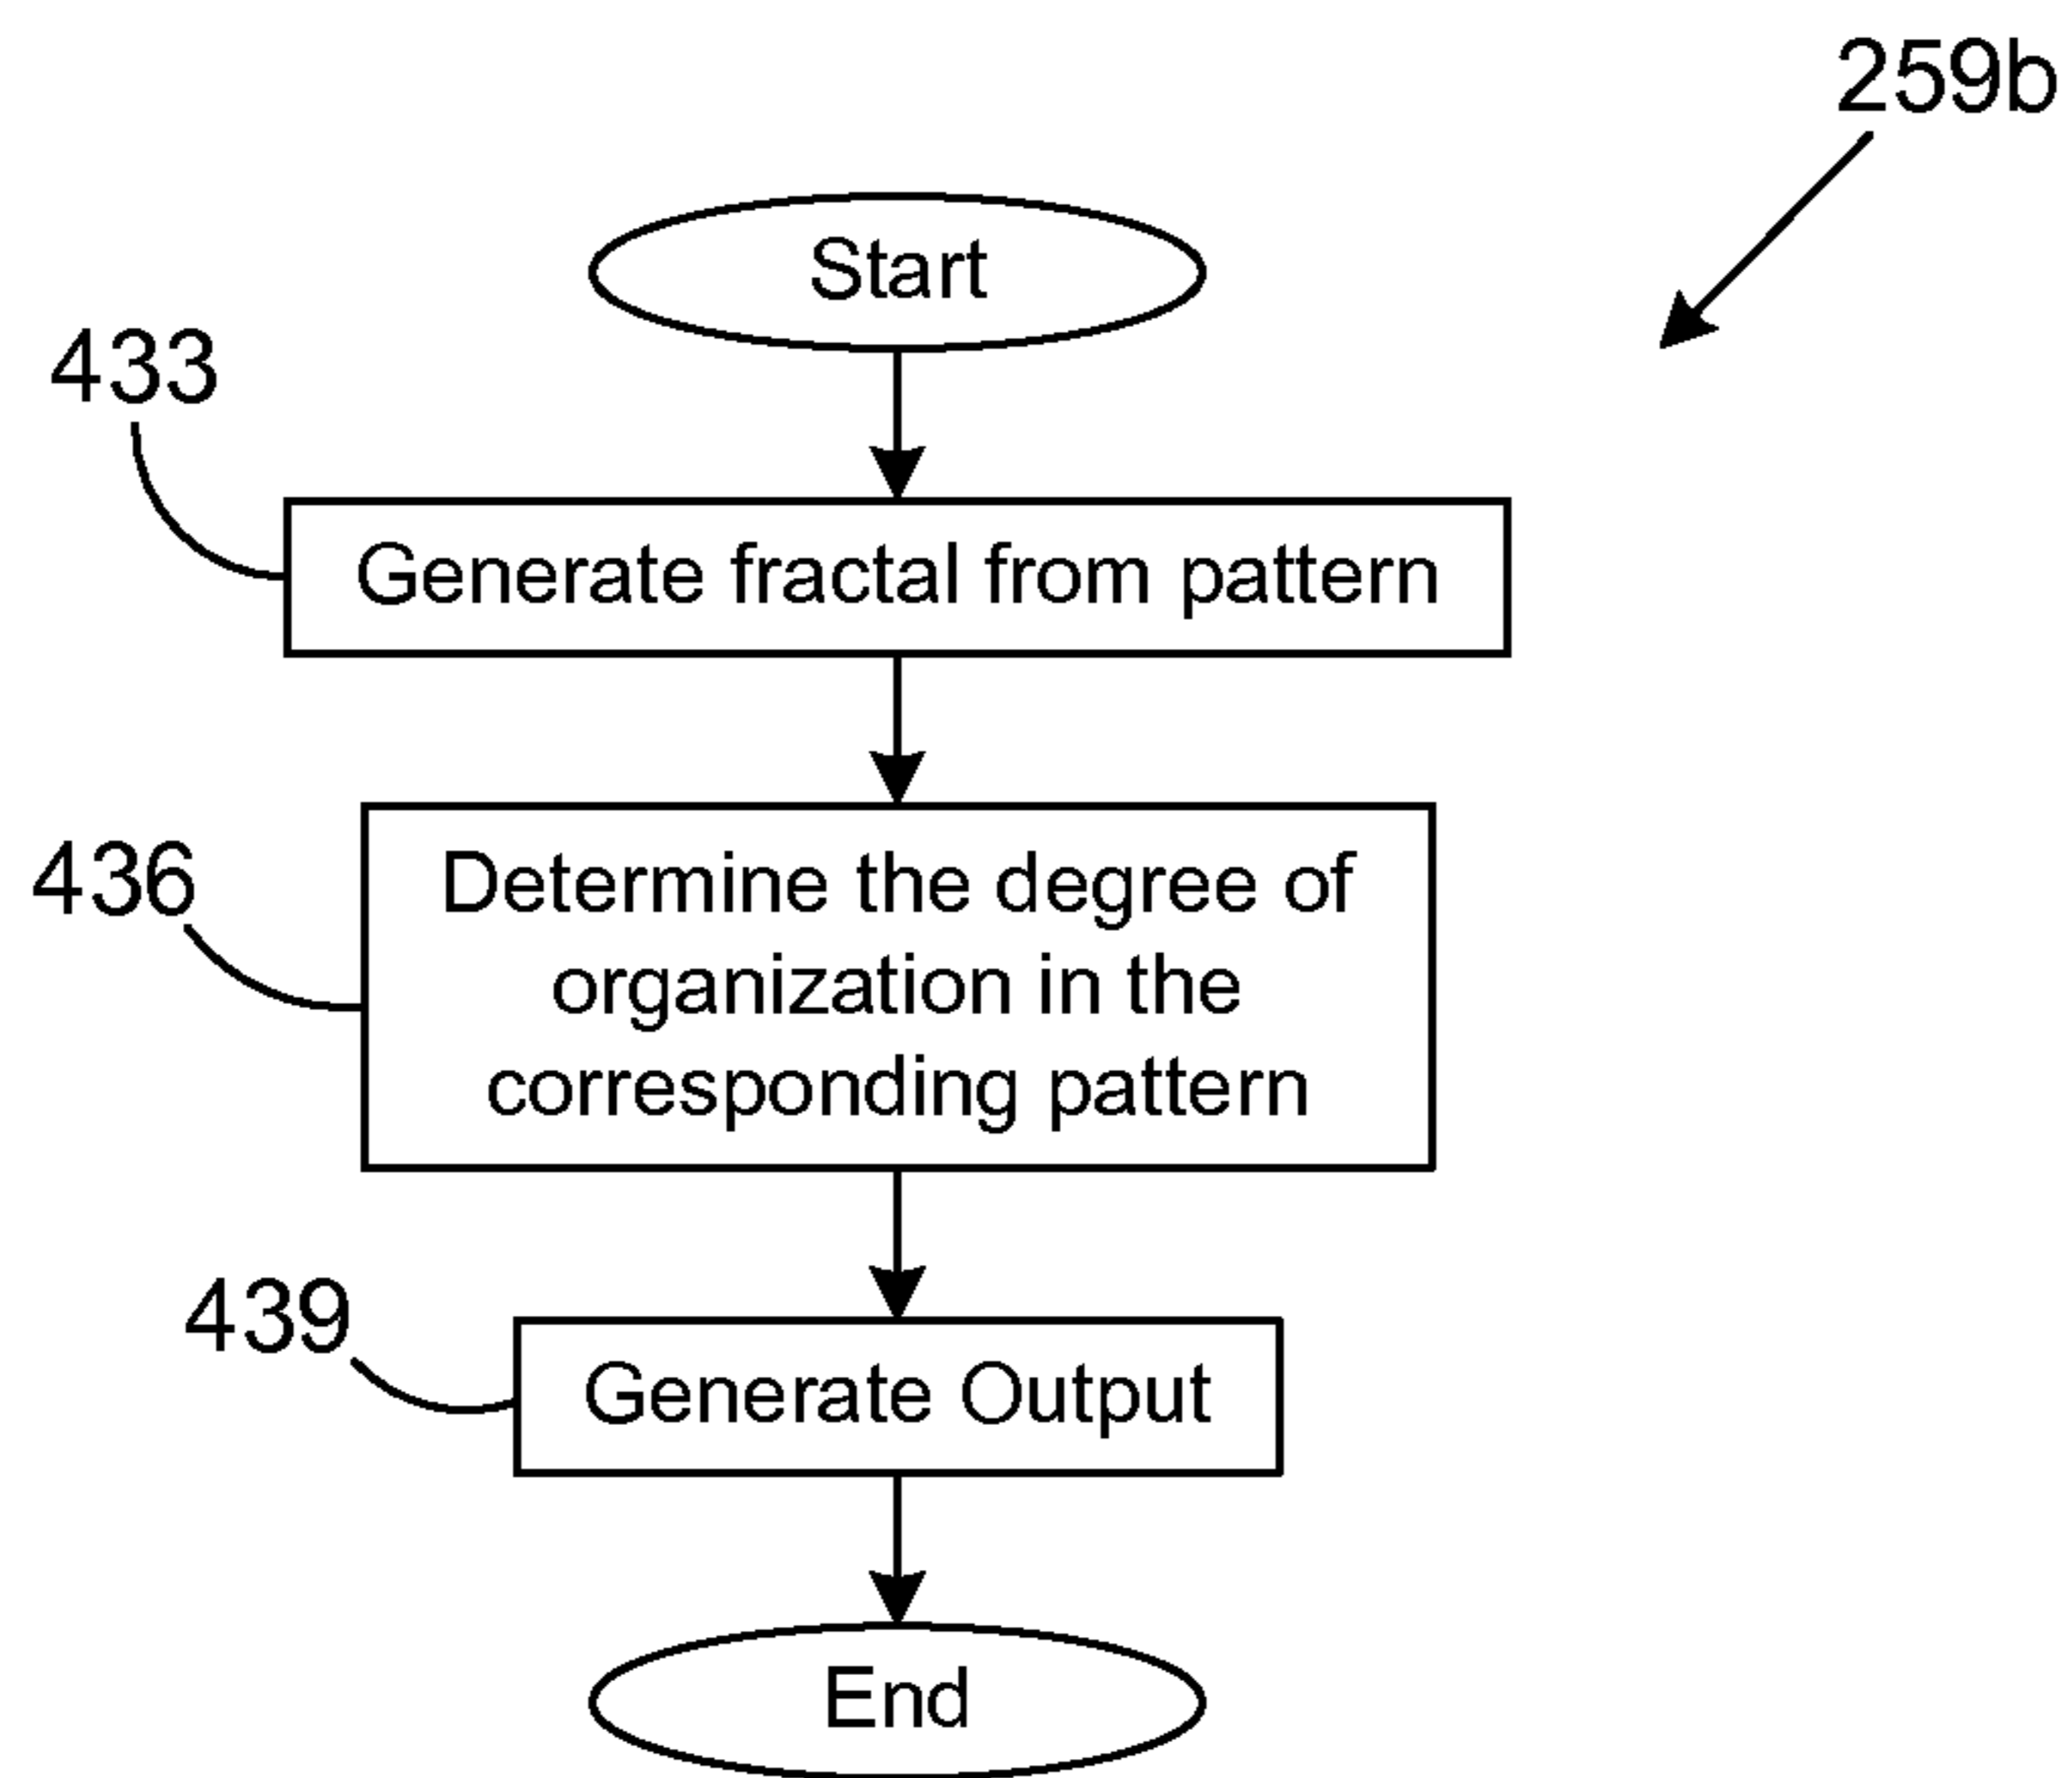 259b
Start
433
Generate fractal from pattern
436
Determine the degree of
organization in the
corresponding pattern
439
Generate Output
End